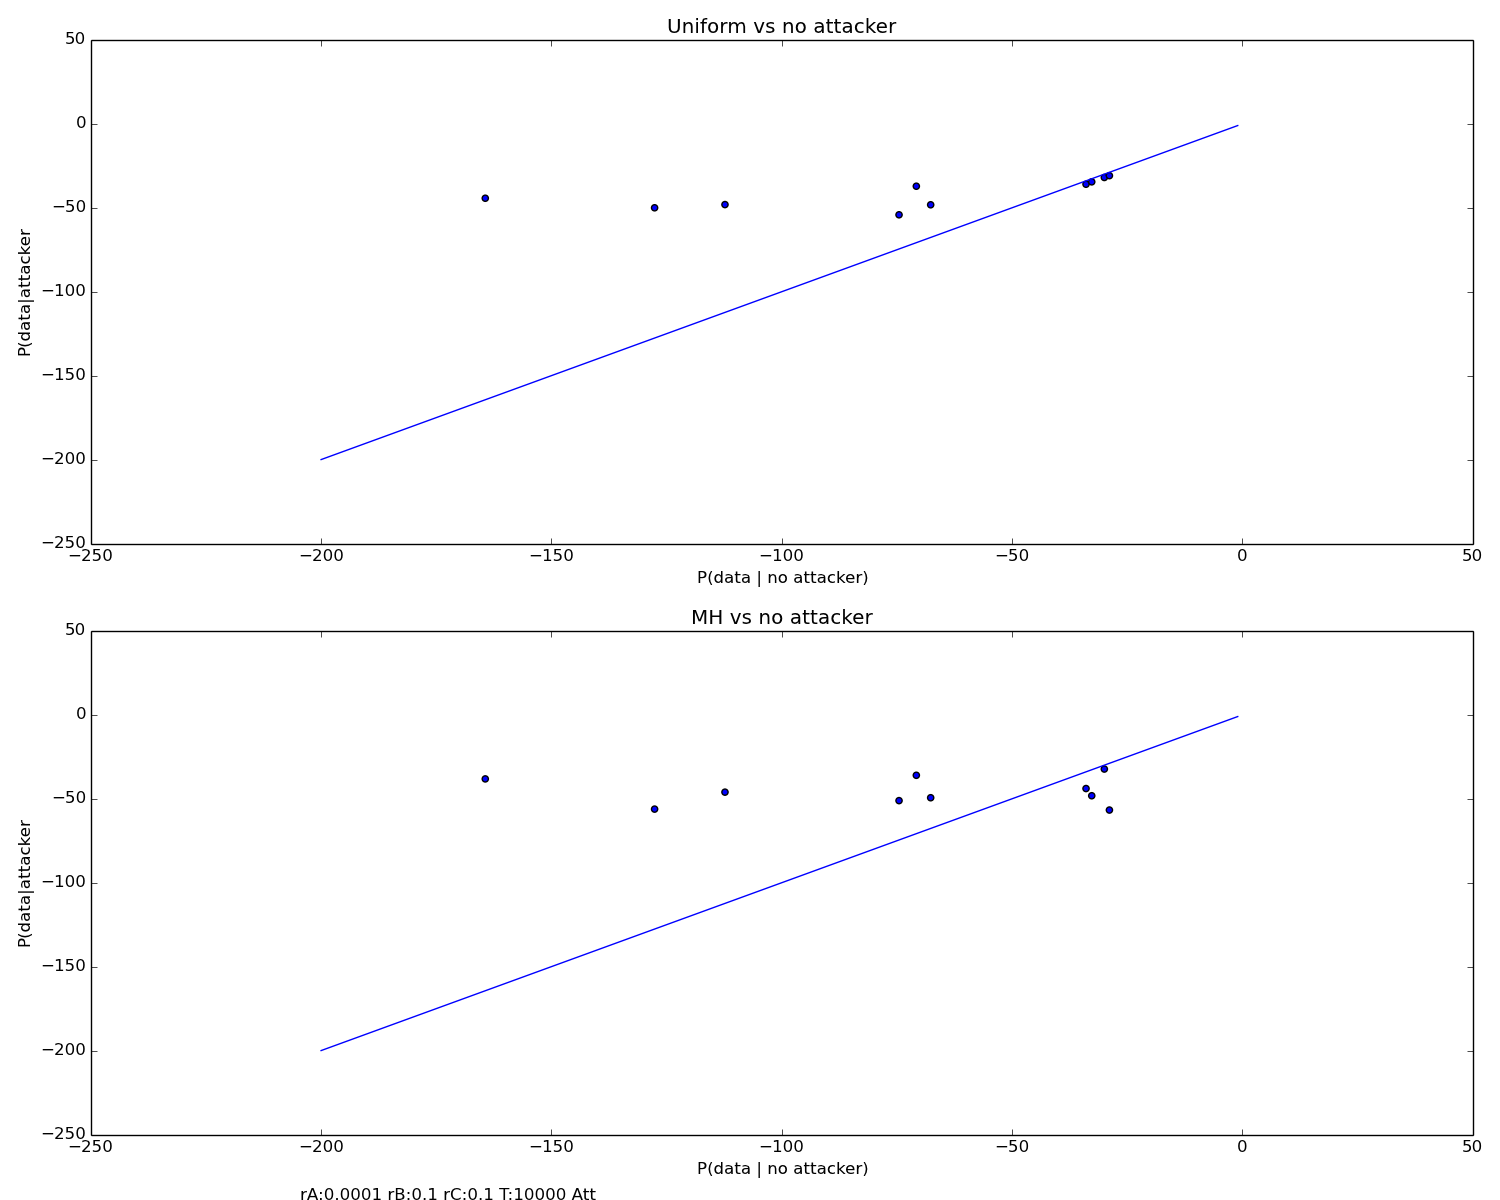 Uniform vs no attacker
50
0
−50
−100
−150
−200
−250
P(data|attacker
−250 −200 −150 −100 −50 0 50
P(data | no attacker)
MH vs no attacker
50
0
−50
−100
−150
−200
−250
P(data|attacker
−250 −200 −150 −100 −50 0 50
P(data | no attacker)
rA:0.0001 rB:0.1 rC:0.1 T:10000 Att